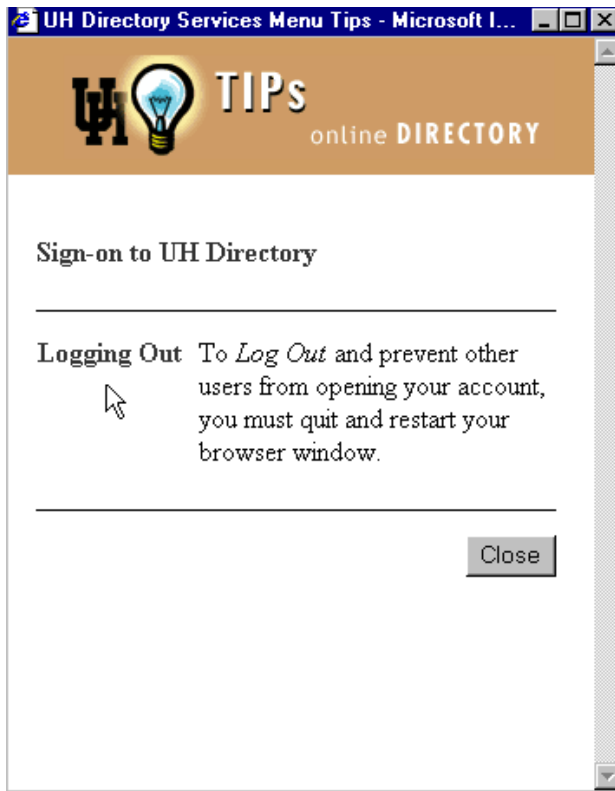 UH Directory Services Menu Tips - Microsoft I...
UH TIPs
online DIRECTORY
Sign-on to UH Directory
Logging Out To Log Out and prevent other
users from opening your account,
you must quit and restart your
browser window.
Close